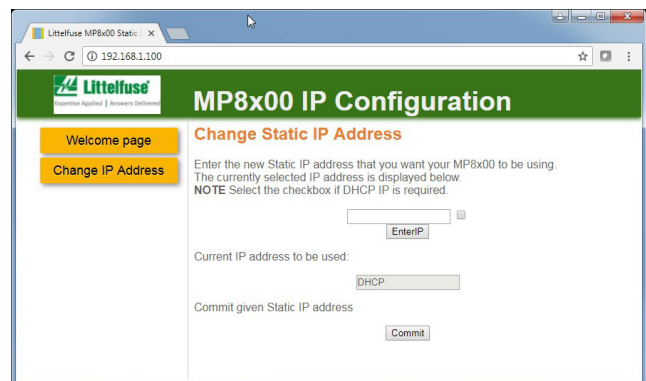 Littelfuse MP8x00 Static
192.168.1.100
Littelfuse®
Expertise Applied | Answers Delivered
MP8x00 IP Configuration
Welcome page
Change IP Address
Change Static IP Address
Enter the new Static IP address that you want your MP8x00 to be using.
The currently selected IP address is displayed below.
NOTE Select the checkbox if DHCP IP is required.
EnterIP
Current IP address to be used:
DHCP
Commit given Static IP address
Commit